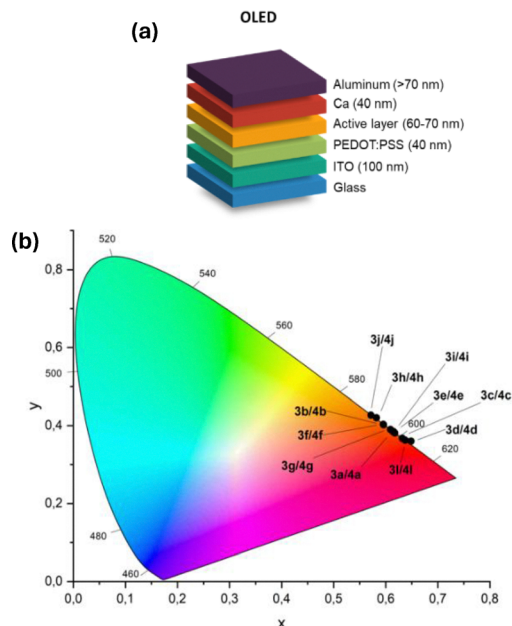 OLED
(a)
Aluminum (>70 nm)
Ca (40 nm)
Active layer (60-70 nm)
PEDOT:PSS (40 nm)
ITO (100 nm)
Glass
(b)
520
0,8
540
560
3j/4j
3i/4i
0,6
580
3h/4h
3e/4e
3c/4c
500
y
3b/4b
600
0,4
3f/4f
3d/4d
620
3g/4g
3a/4a
3l/4l
0,2
480
460
0,0
0,0
0,1
0,2
0,3
0,4
0,5
0,6
0,7
0,8
x